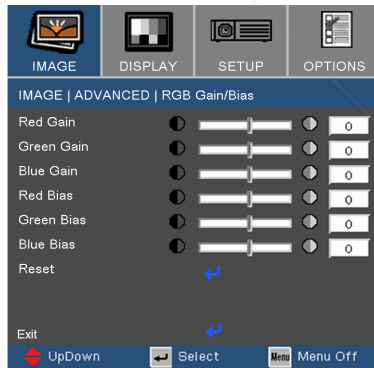 IMAGE DISPLAY SETUP OPTIONS
IMAGE | ADVANCED | RGB Gain/Bias
Red Gain 0
Green Gain 0
Blue Gain 0
Red Bias 0
Green Bias 0
Blue Bias 0
Reset
Exit
UpDown Select Menu Menu Off